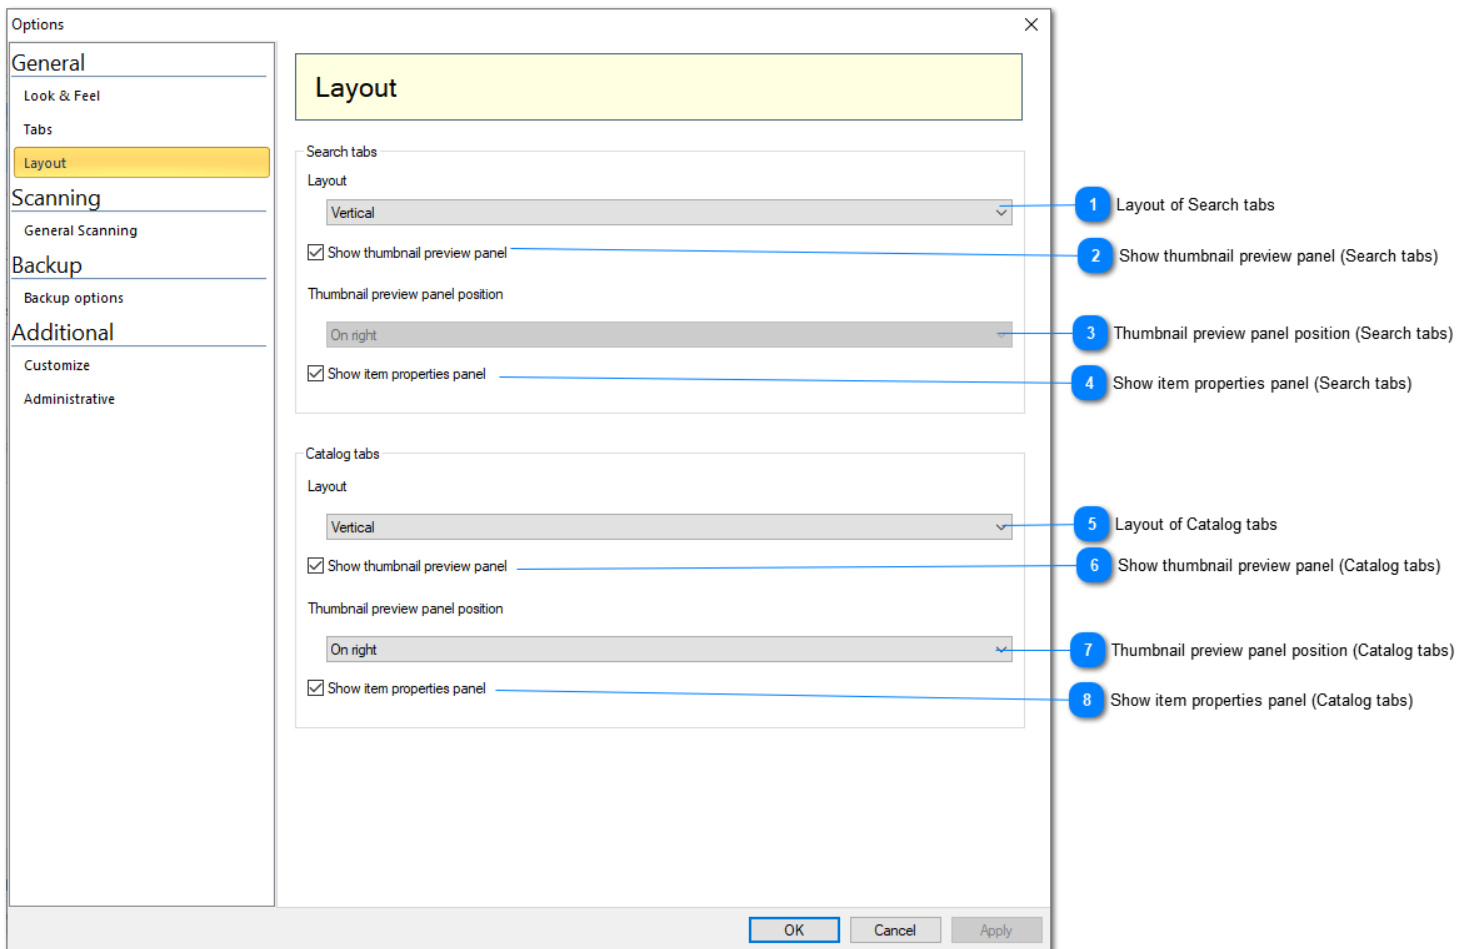 Options
General
Look & Feel
Tabs
Layout
Scanning
General Scanning
Backup
Backup options
Additional
Customize
Administrative
Layout
Search tabs
Layout
Vertical
Show thumbnail preview panel
Thumbnail preview panel position
On right
Show item properties panel
Catalog tabs
Layout
Vertical
Show thumbnail preview panel
Thumbnail preview panel position
On right
Show item properties panel
OK Cancel Apply
1 Layout of Search tabs
2 Show thumbnail preview panel (Search tabs)
3 Thumbnail preview panel position (Search tabs)
4 Show item properties panel (Search tabs)
5 Layout of Catalog tabs
6 Show thumbnail preview panel (Catalog tabs)
7 Thumbnail preview panel position (Catalog tabs)
8 Show item properties panel (Catalog tabs)